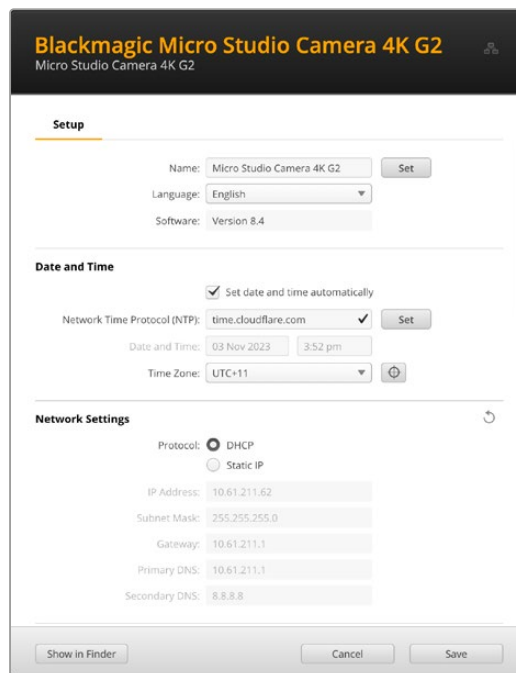 Blackmagic Micro Studio Camera 4K G2
Micro Studio Camera 4K G2
Setup
Name: Micro Studio Camera 4K G2 Set
Language: English
Software: Version 8.4
Date and Time
Set date and time automatically
Network Time Protocol (NTP): time.cloudflare.com Set
Date and Time: 03 Nov 2023 3:52 pm
Time Zone: UTC+11
Network Settings
Protocol: DHCP
Static IP
IP Address: 10.61.211.62
Subnet Mask: 255.255.255.0
Gateway: 10.61.211.1
Primary DNS: 10.61.211.1
Secondary DNS: 8.8.8.8
Show in Finder Cancel Save